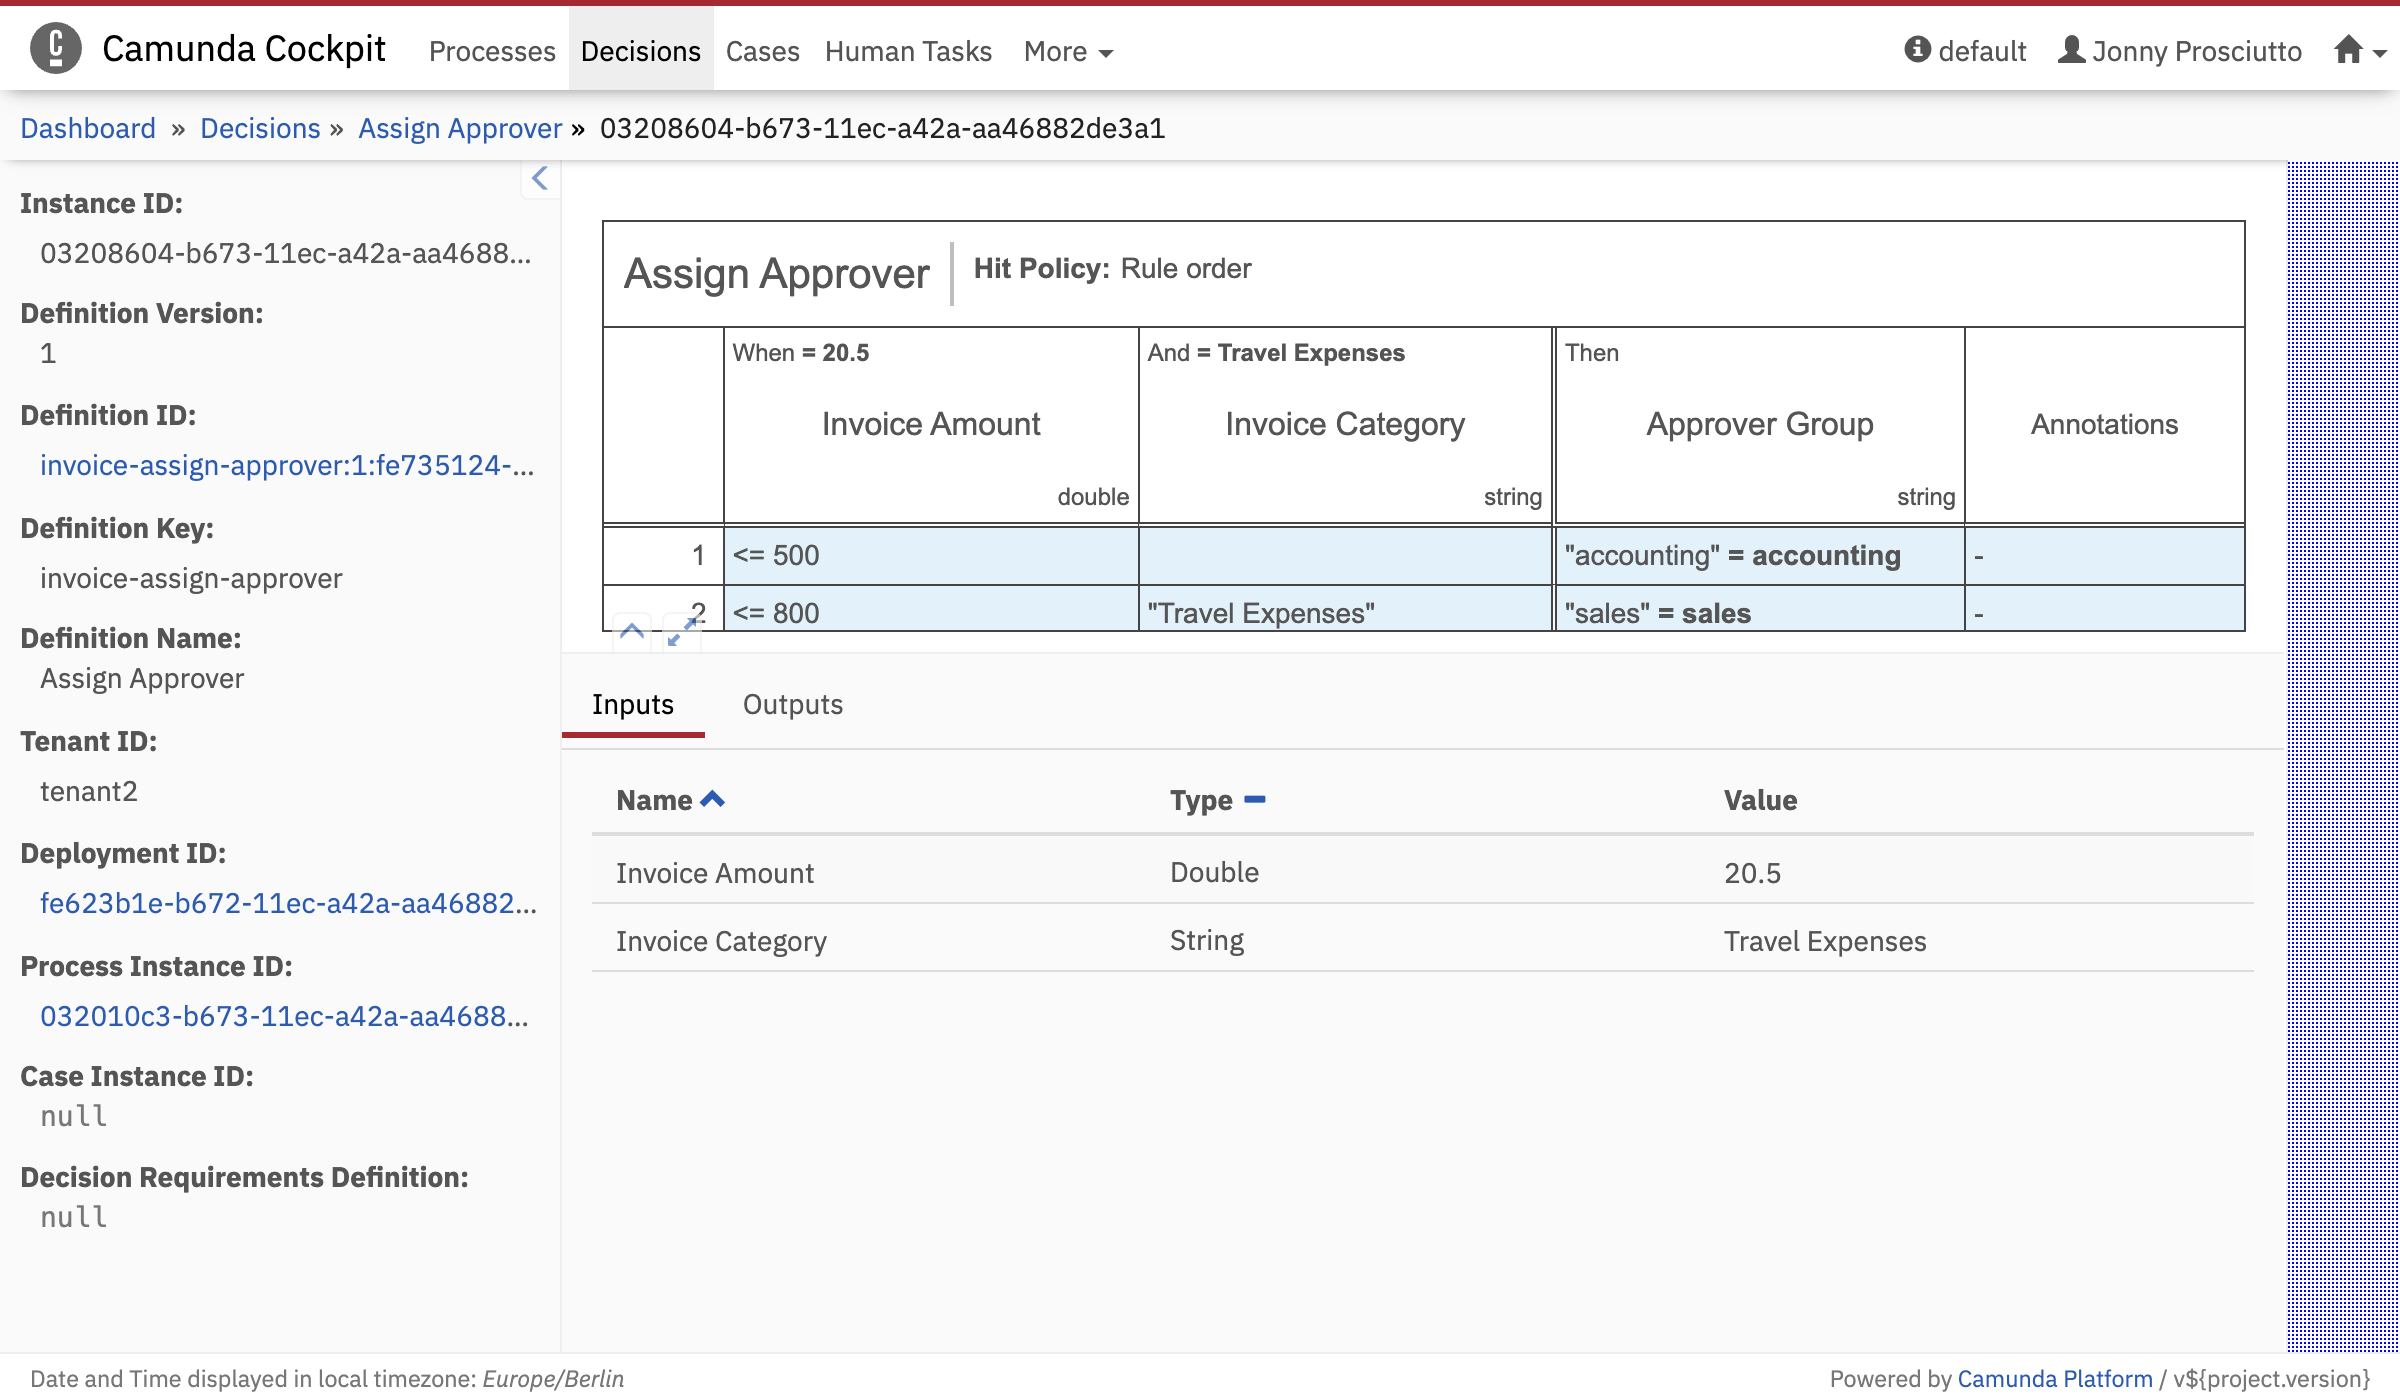 Camunda Cockpit Processes Decisions Cases Human Tasks More default Jonny Prosciutto
Dashboard » Decisions » Assign Approver » 03208604-b673-11ec-a42a-aa46882de3a1
Instance ID:
03208604-b673-11ec-a42a-aa4688...
Definition Version:
1
Definition ID:
invoice-assign-approver:1:fe735124-...
Definition Key:
invoice-assign-approver
Definition Name:
Assign Approver
Tenant ID:
tenant2
Deployment ID:
fe623b1e-b672-11ec-a42a-aa46882...
Process Instance ID:
032010c3-b673-11ec-a42a-aa4688...
Case Instance ID:
null
Decision Requirements Definition:
null
Assign Approver Hit Policy: Rule order
When = 20.5 And = Travel Expenses Then
Invoice Amount Invoice Category Approver Group Annotations
double string string
1 <= 500 "accounting" = accounting -
2 <= 800 "Travel Expenses" "sales" = sales -
Inputs Outputs
Name Type Value
Invoice Amount Double 20.5
Invoice Category String Travel Expenses
Date and Time displayed in local timezone: Europe/Berlin
Powered by Camunda Platform / v${project.version}